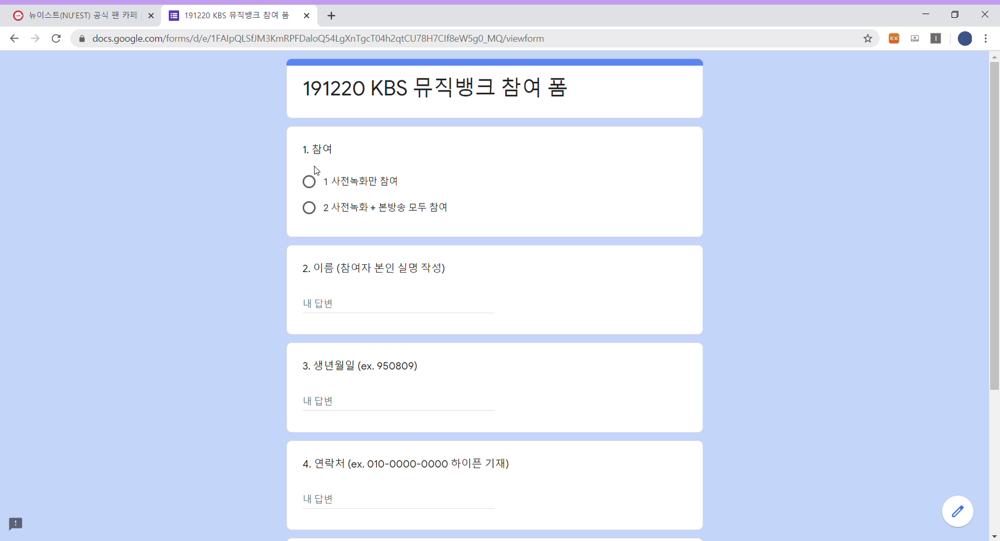 뉴이스트(NU'EST) 공식 팬 카페
191220 KBS 뮤직뱅크 참여 폼
docs.google.com/forms/d/e/1FAIpQLSfJM3KmRPFDaloQ54LgXnTgcT04h2qtCU78H7CIf8eW5g0_MQ/viewform
EX
191220 KBS 뮤직뱅크 참여 폼
1. 참여
1 사전녹화만 참여
2 사전녹화 + 본방송 모두 참여
2. 이름 (참여자 본인 실명 작성)
내 답변
3. 생년월일 (ex. 950809)
내 답변
4. 연락처 (ex. 010-0000-0000 하이픈 기재)
내 답변